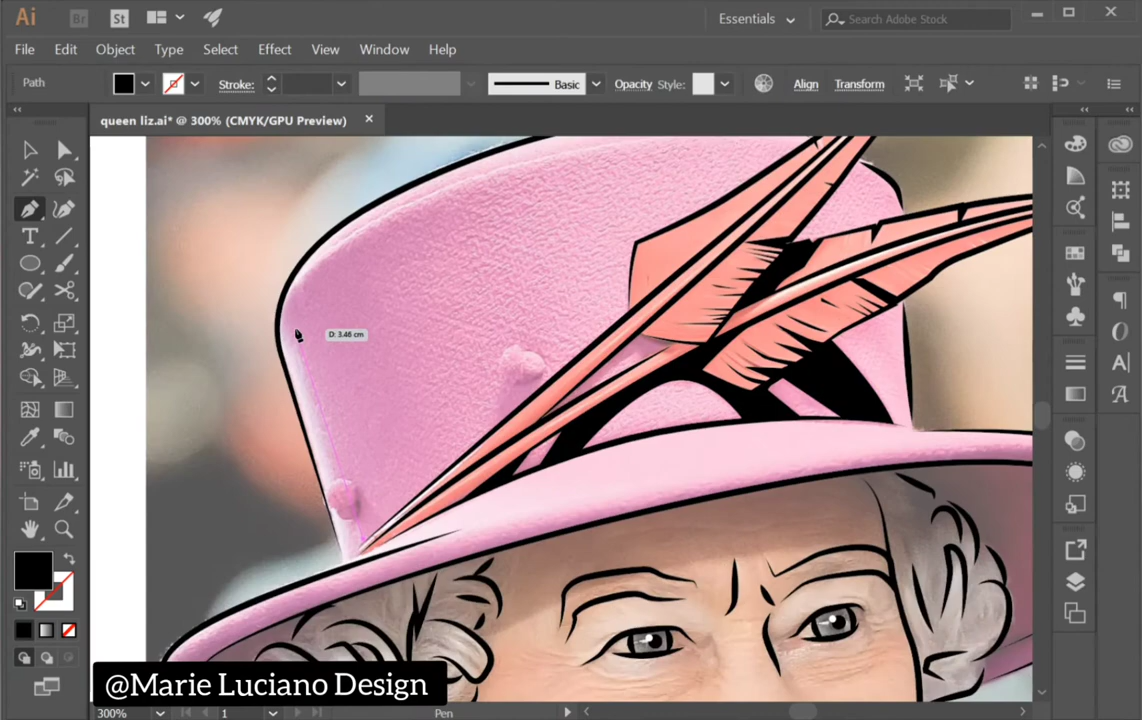 Ai Br St Essentials Search Adobe Stock
File Edit Object Type Select Effect View Window Help
Path Stroke: Basic Opacity Style: Align Transform
queen liz.ai* @ 300% (CMYK/GPU Preview)
D: 3.46 cm
@Marie Luciano Design
300% 1 Pen